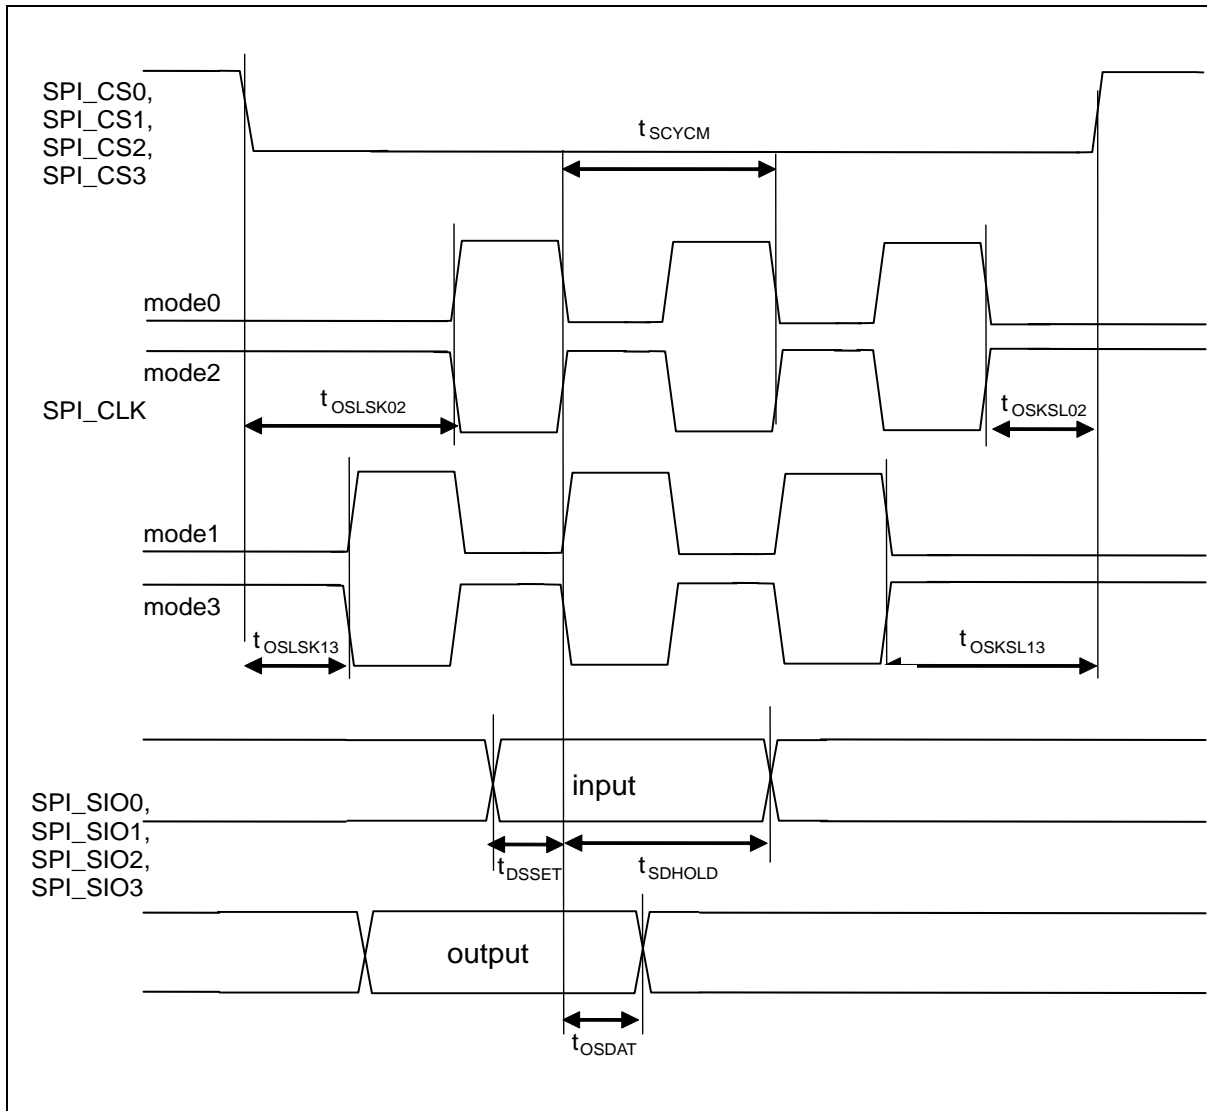 SPI_CS0,
SPI_CS1,
SPI_CS2,
SPI_CS3
tSCYCM
mode0
mode2
SPI_CLK
tOSLSK02
tOSKSL02
mode1
mode3
tOSLSK13
tOSKSL13
SPI_SIO0,
SPI_SIO1,
SPI_SIO2,
SPI_SIO3
input
tDSSET
tSDHOLD
output
tOSDAT